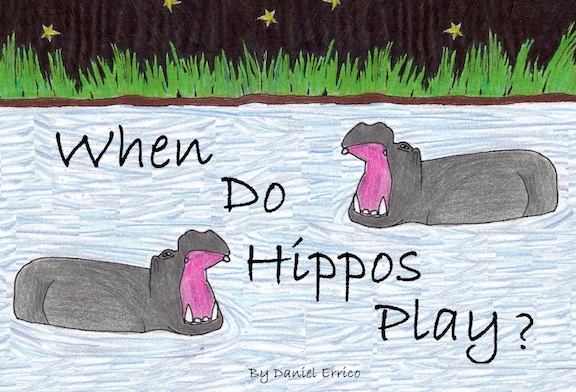 When
Do
Hippos
Play?
By Daniel Errico